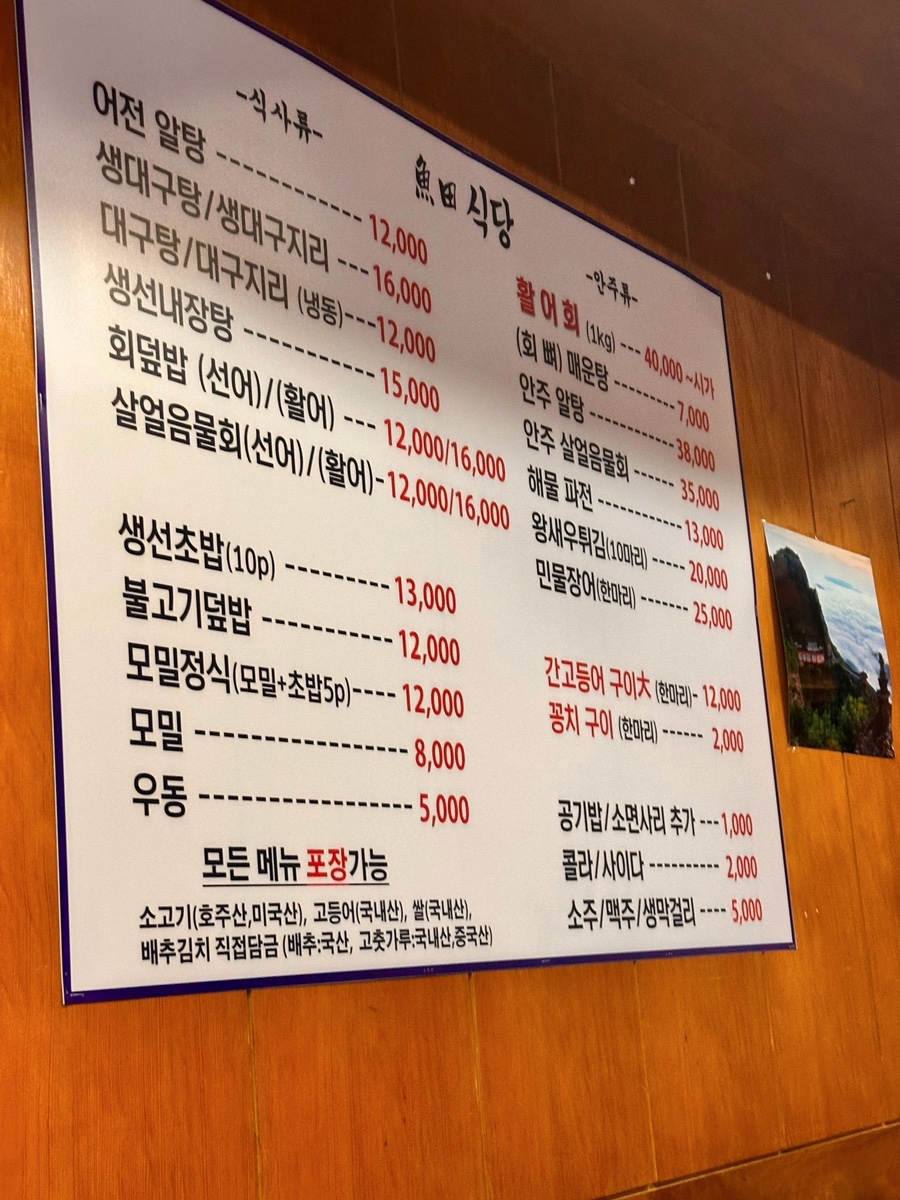 魚田 식당
-식사류-
어전 알탕 ------------ 12,000
생대구탕/생대구지리 --- 16,000
대구탕/대구지리 (냉동)---12,000
생선내장탕 ------------ 15,000
회덮밥 (선어)/(활어) --- 12,000/16,000
살얼음물회(선어)/(활어)-12,000/16,000
생선초밥(10p) --------- 13,000
불고기덮밥 ------------ 12,000
모밀정식(모밀+초밥5p)---- 12,000
모밀 ------------------ 8,000
우동 ------------------ 5,000
모든 메뉴 포장가능
소고기(호주산,미국산), 고등어(국내산), 쌀(국내산),
배추김치 직접담금 (배추:국산, 고춧가루:국내산,중국산)
-안주류-
활어회 (1kg) --- 40,000 ~시가
(회 뼈) 매운탕 --------- 7,000
안주 알탕 ------------ 38,000
안주 살얼음물회 ------ 35,000
해물 파전 ------------ 13,000
왕새우튀김(10마리) ----- 20,000
민물장어(한마리) ------- 25,000
간고등어 구이大 (한마리)- 12,000
꽁치 구이 (한마리) ------ 2,000
공기밥/소면사리 추가 ---1,000
콜라/사이다 ---------- 2,000
소주/맥주/생막걸리 ---- 5,000